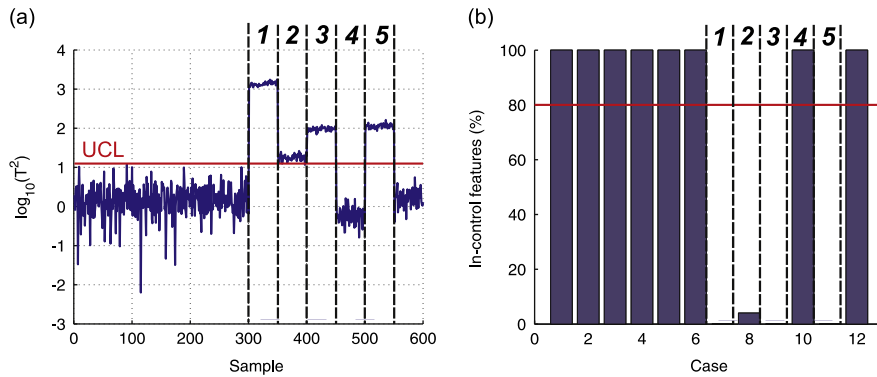 (a)
1 2 3 4 5
4
3
2
1
0
-1
-2
-3
UCL
log10(T²)
0 100 200 300 400 500 600
Sample
(b)
1 2 3 4 5
100
80
60
40
20
0
In-control features (%)
0 2 4 6 8 10 12
Case